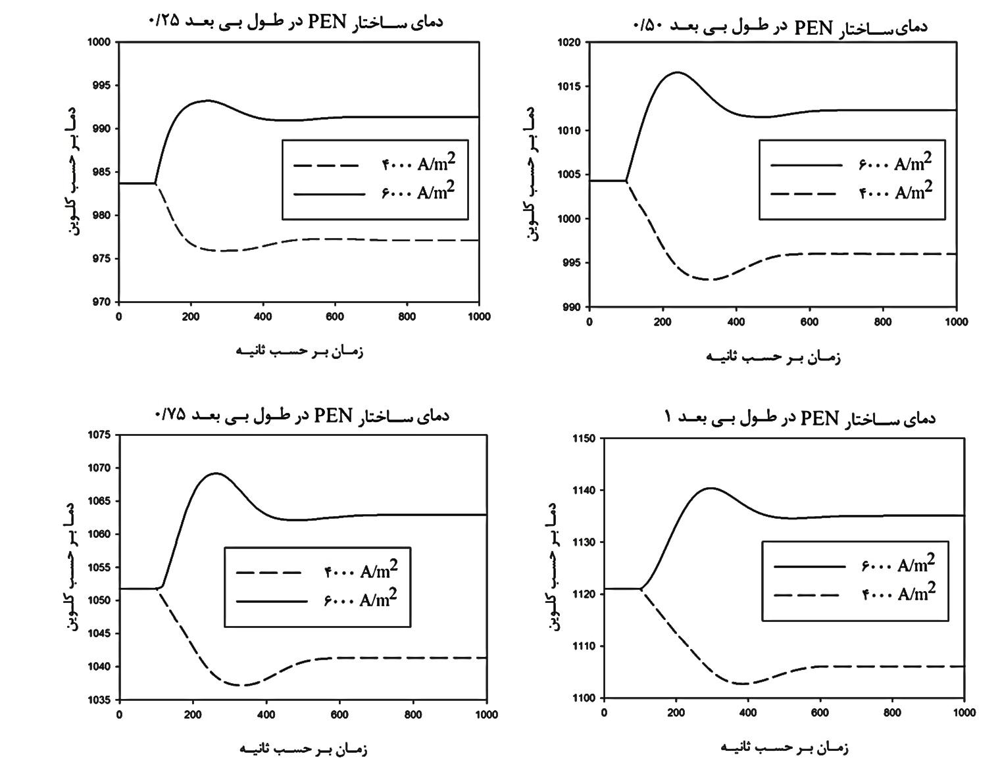 دمای ساختار PEN در طول بی بعد ۰/۲۵
1000
995
990
985
980
975
970
0 200 400 600 800 1000
دما بر حسب کلوین
۴۰۰۰ A/m2
۶۰۰۰ A/m2
زمان بر حسب ثانیه
دمای ساختار PEN در طول بی بعد ۰/۵۰
1020
1015
1010
1005
1000
995
990
0 200 400 600 800 1000
دما بر حسب کلوین
۶۰۰۰ A/m2
۴۰۰۰ A/m2
زمان بر حسب ثانیه
دمای ساختار PEN در طول بی بعد ۰/۷۵
1075
1070
1065
1060
1055
1050
1045
1040
1035
0 200 400 600 800 1000
دما بر حسب کلوین
۴۰۰۰ A/m2
۶۰۰۰ A/m2
زمان بر حسب ثانیه
دمای ساختار PEN در طول بی بعد ۱
1150
1140
1130
1120
1110
1100
0 200 400 600 800 1000
دما بر حسب کلوین
۶۰۰۰ A/m2
۴۰۰۰ A/m2
زمان بر حسب ثانیه